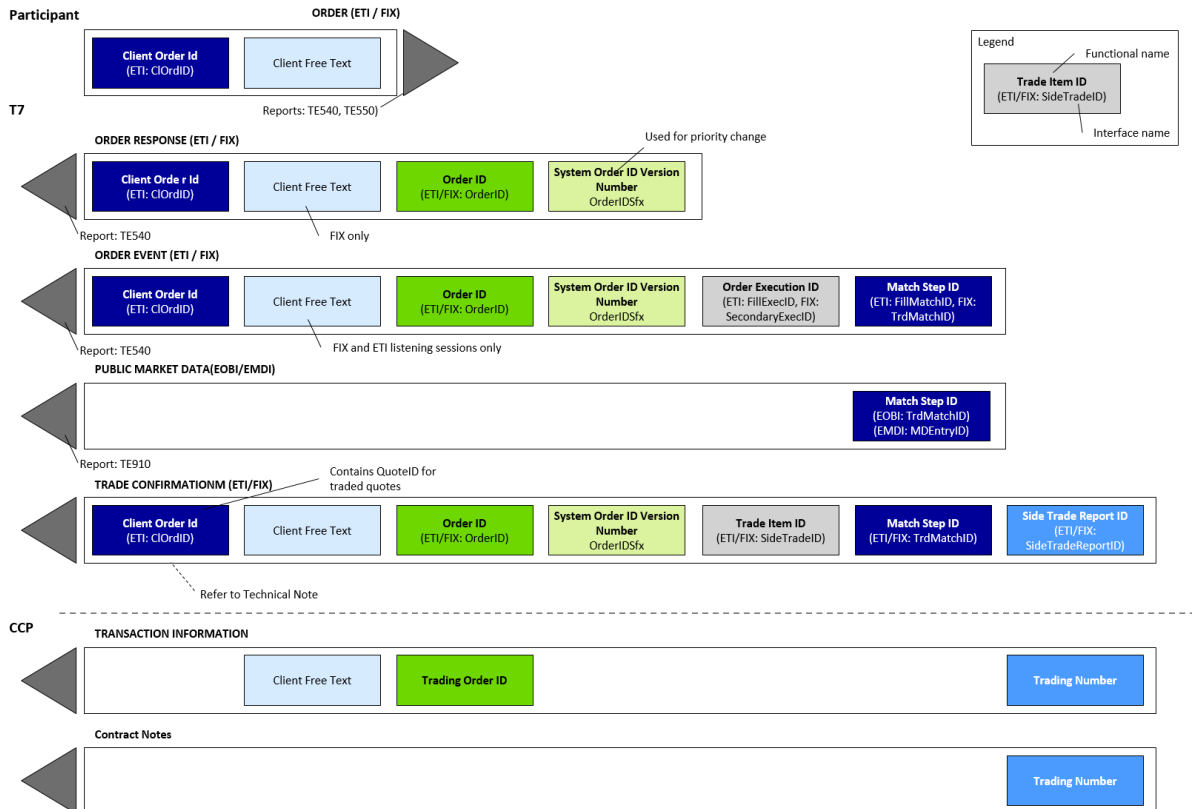 Participant
ORDER (ETI / FIX)
Client Order Id
(ETI: ClOrdID)
Client Free Text
Reports: TE540, TE550)
Legend
Functional name
Trade Item ID
(ETI/FIX: SideTradeID)
Interface name
T7
ORDER RESPONSE (ETI / FIX)
Used for priority change
Client Orde r Id
(ETI: ClOrdID)
Client Free Text
Order ID
(ETI/FIX: OrderID)
System Order ID Version
Number
OrderIDSfx
Report: TE540
FIX only
ORDER EVENT (ETI / FIX)
Client Order Id
(ETI: ClOrdID)
Client Free Text
Order ID
(ETI/FIX: OrderID)
System Order ID Version
Number
OrderIDSfx
Order Execution ID
(ETI: FillExecID, FIX:
SecondaryExecID)
Match Step ID
(ETI: FillMatchID, FIX:
TrdMatchID)
Report: TE540
FIX and ETI listening sessions only
PUBLIC MARKET DATA(EOBI/EMDI)
Match Step ID
(EOBI: TrdMatchID)
(EMDI: MDEntryID)
Report: TE910
Contains QuoteID for
traded quotes
TRADE CONFIRMATIONM (ETI/FIX)
Client Order Id
(ETI: ClOrdID)
Client Free Text
Order ID
(ETI/FIX: OrderID)
System Order ID Version
Number
OrderIDSfx
Trade Item ID
(ETI/FIX: SideTradeID)
Match Step ID
(ETI/FIX: TrdMatchID)
Side Trade Report ID
(ETI/FIX:
SideTradeReportID)
Refer to Technical Note
CCP
TRANSACTION INFORMATION
Client Free Text
Trading Order ID
Trading Number
Contract Notes
Trading Number